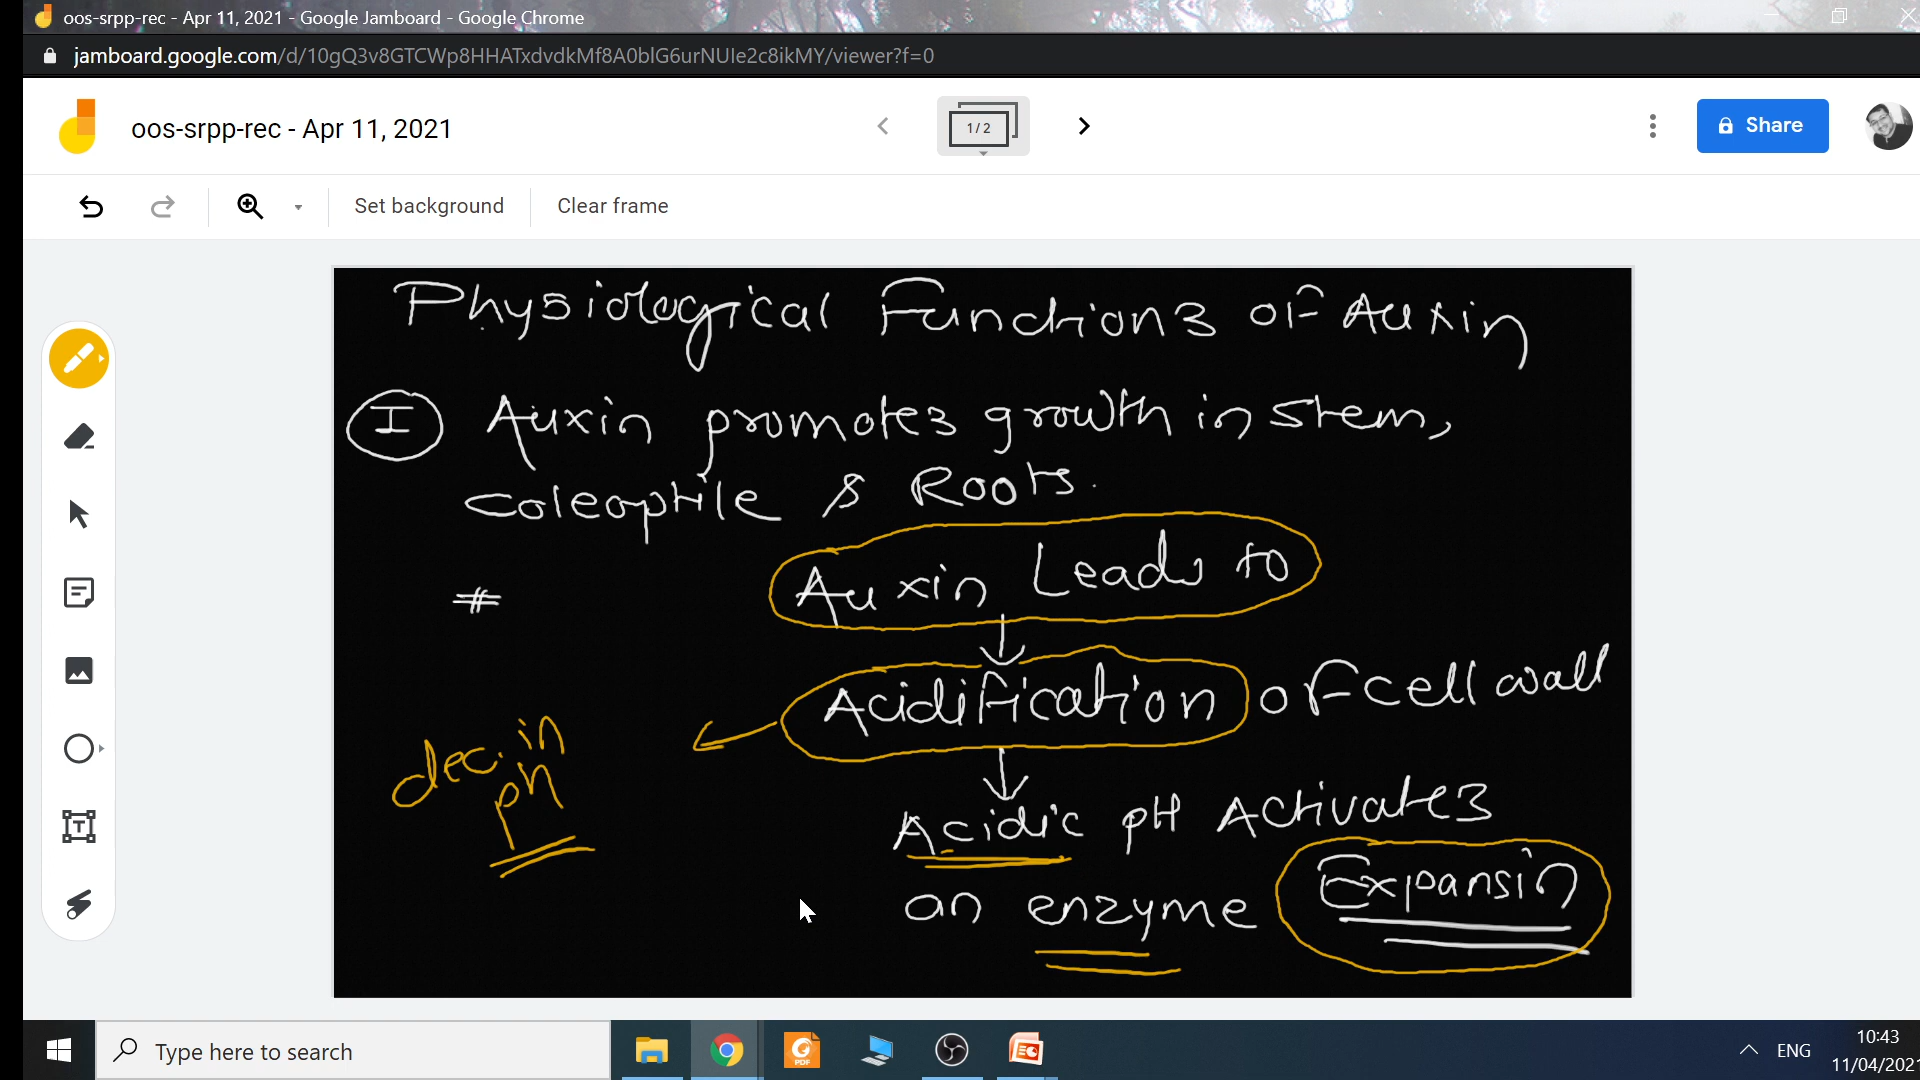 oos-srpp-rec - Apr 11, 2021 - Google Jamboard - Google Chrome
jamboard.google.com/d/10gQ3v8GTCWp8HHATxdvdkMf8A0blG6urNUIe2c8ikMY/viewer?f=0
oos-srpp-rec - Apr 11, 2021
1 / 2
Share
Set background
Clear frame
Physiological Functions of Auxin
I Auxin promotes growth in stem,
coleoptile & Roots.
# Auxin Leads to
Acidification of cell wall
dec. in
pH
Acidic pH Activates
an enzyme Expansin
Type here to search
PDF
ENG
10:43
11/04/202